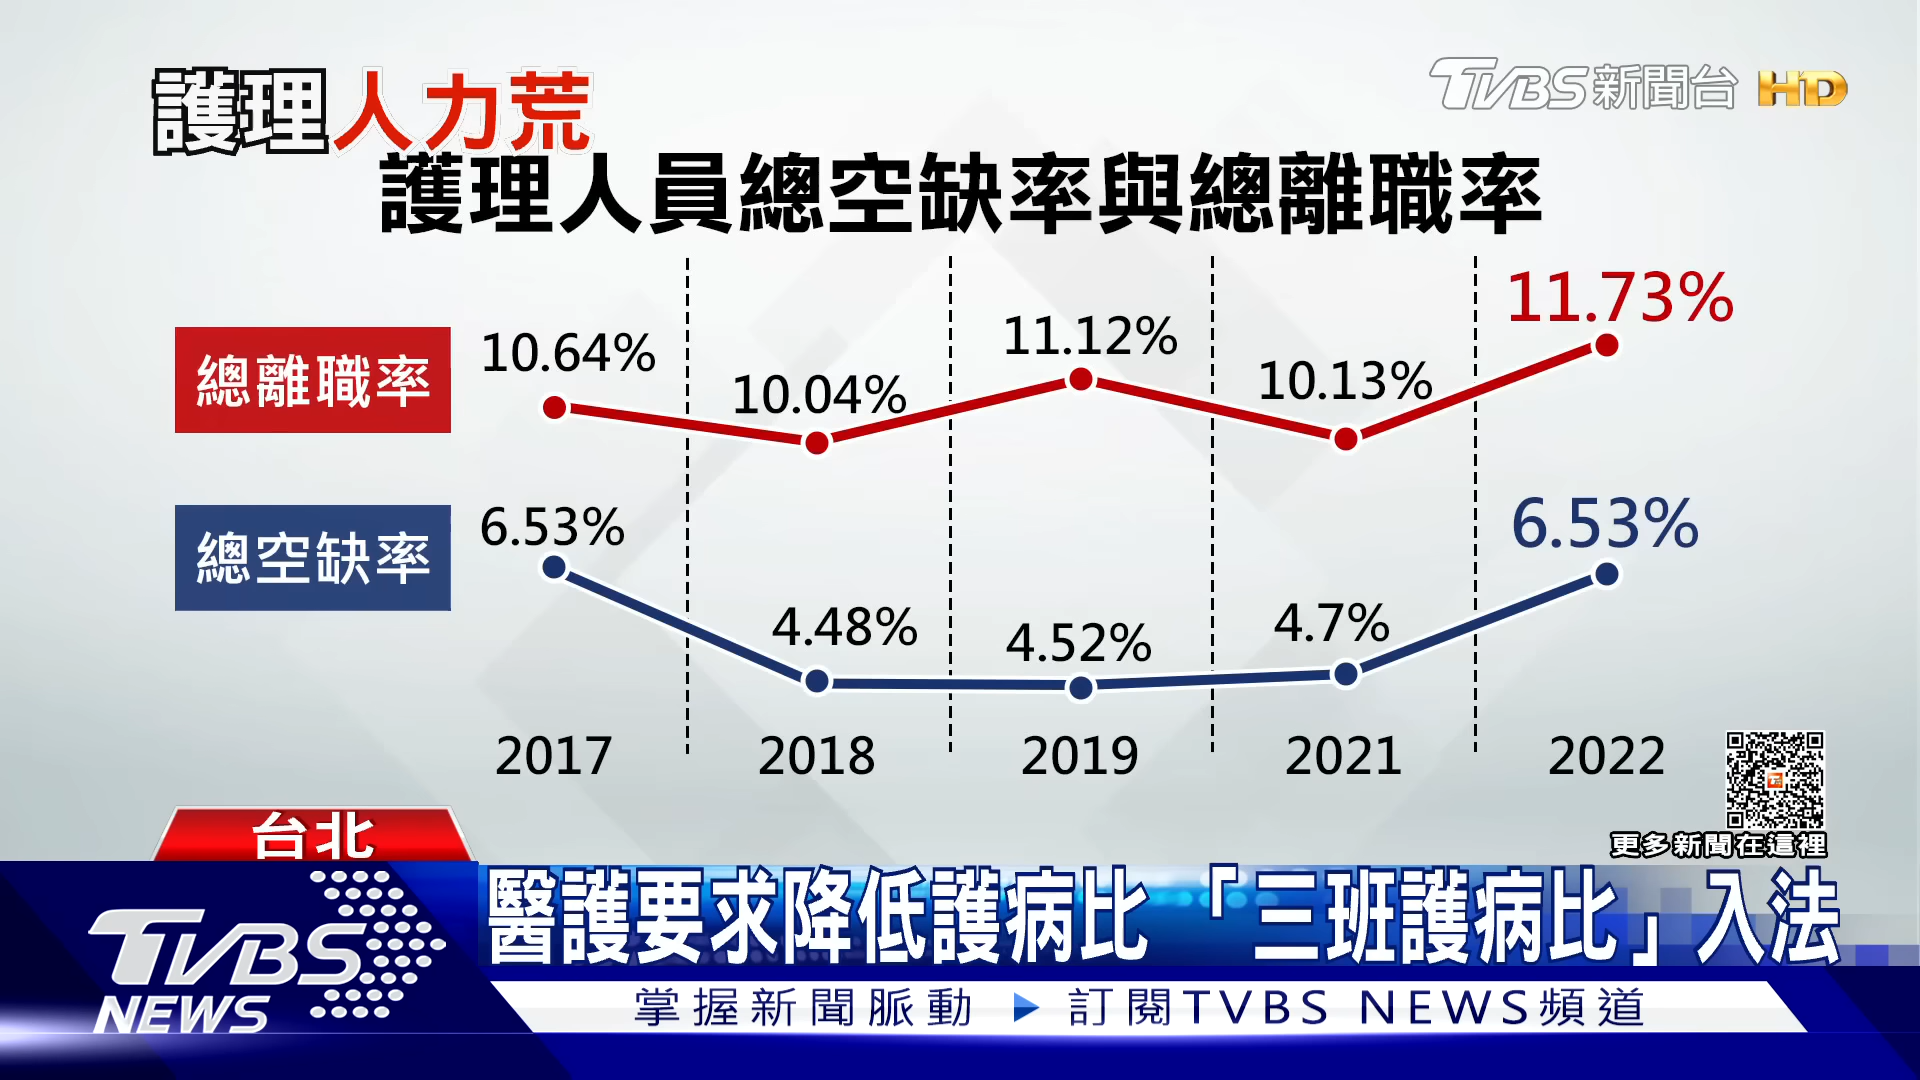 護理人力荒
TVBS新聞台 HD
護理人員總空缺率與總離職率
總離職率
10.64%
10.04%
11.12%
10.13%
11.73%
總空缺率
6.53%
4.48%
4.52%
4.7%
6.53%
2017
2018
2019
2021
2022
更多新聞在這裡
台北
醫護要求降低護病比「三班護病比」入法
TVBS
NEWS
掌握新聞脈動 ▶ 訂閱TVBS NEWS頻道